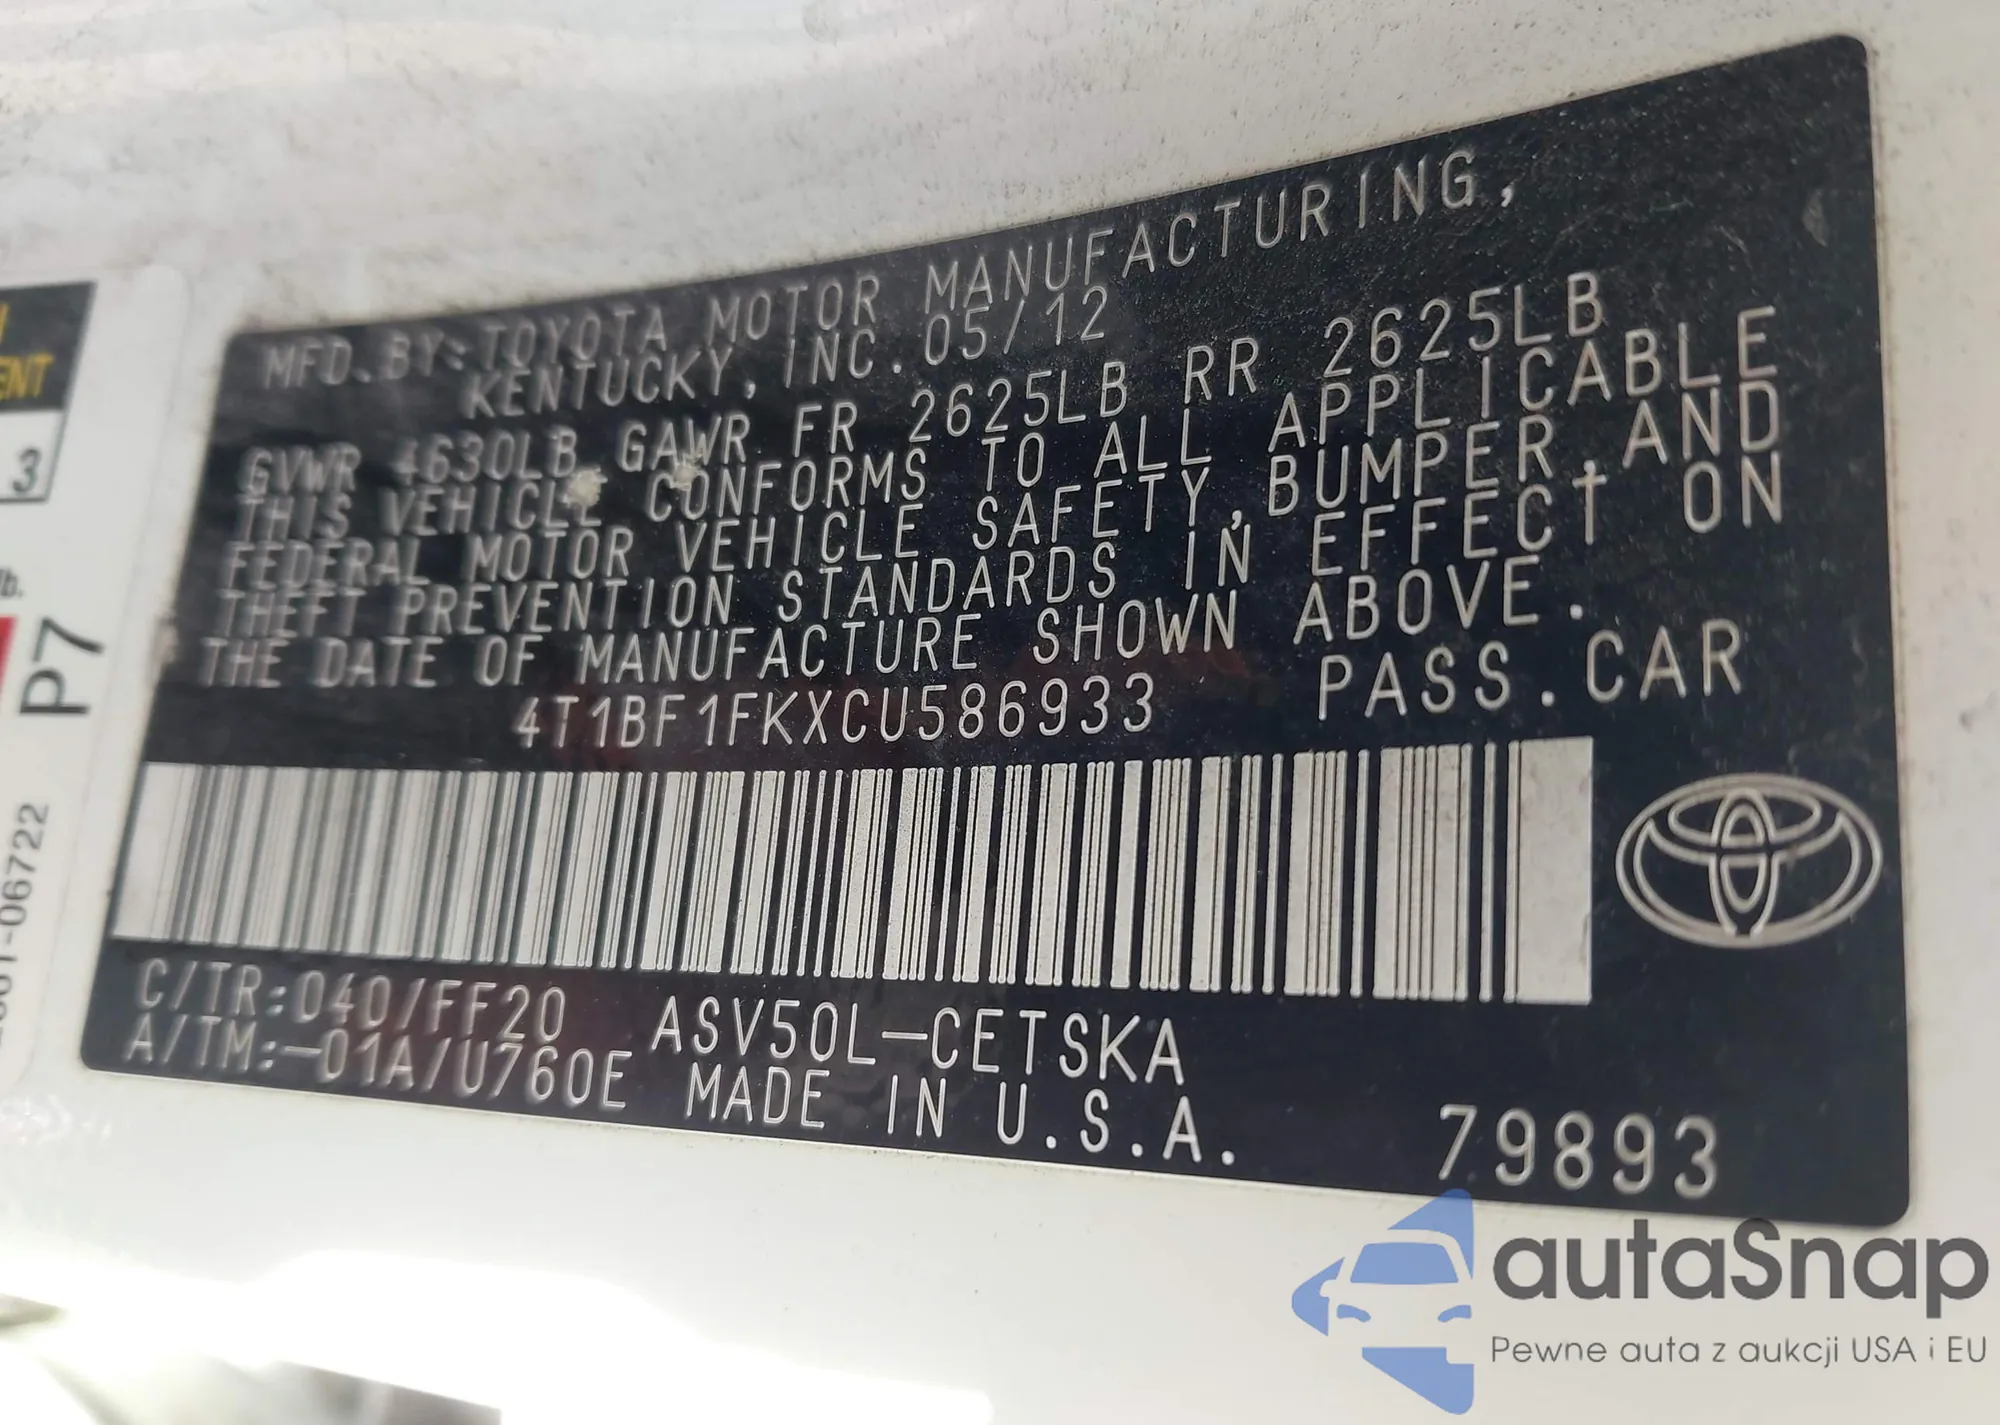 MFD.BY:TOYOTA MOTOR MANUFACTURING,
KENTUCKY, INC. 05/12
GVWR 4630LB GAWR FR 2625LB RR 2625LB
THIS VEHICLE CONFORMS TO ALL APPLICABLE
FEDERAL MOTOR VEHICLE SAFETY,BUMPER,AND
THEFT PREVENTION STANDARDS IN EFFECT ON
THE DATE OF MANUFACTURE SHOWN ABOVE.
4T1BF1FKXCU586933 PASS.CAR
C/TR:040/FF20 ASV50L-CETSKA
A/TM:-01A/U760E MADE IN U.S.A. 79893
3
lb.
P7
autaSnap
Pewne auta z aukcji USA i EU